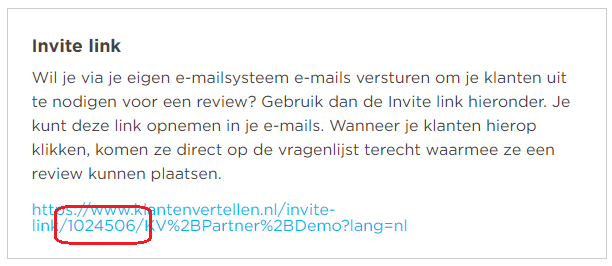 Invite link
Wil je via je eigen e-mailsysteem e-mails versturen om je klanten uit
te nodigen voor een review? Gebruik dan de Invite link hieronder. Je
kunt deze link opnemen in je e-mails. Wanneer je klanten hierop
klikken, komen ze direct op de vragenlijst terecht waarmee ze een
review kunnen plaatsen.
https://www.klantenvertellen.nl/invite-
link/1024506/KV%2BPartner%2BDemo?lang=nl